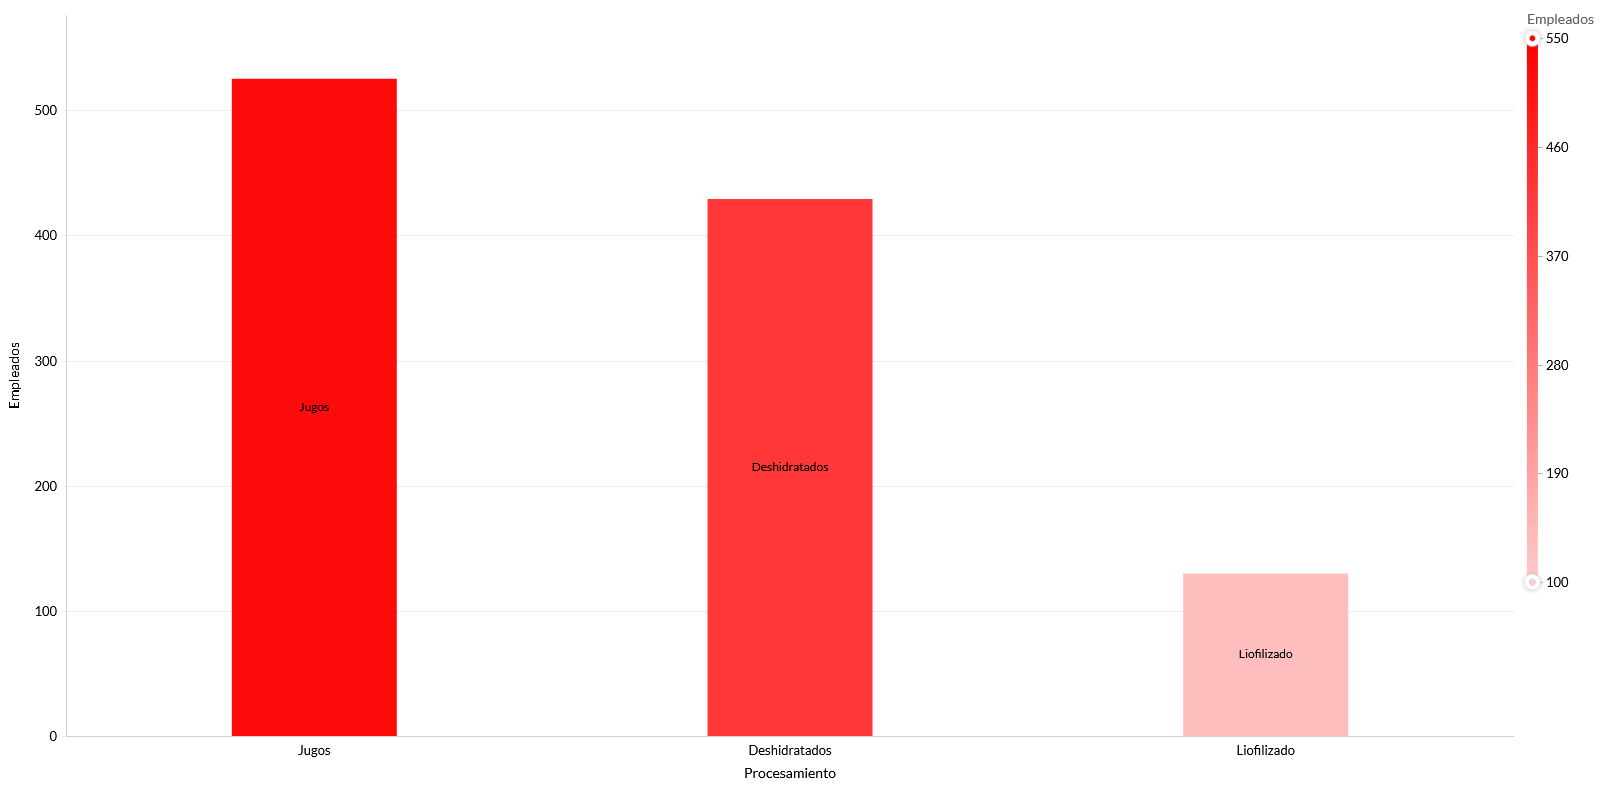 Empleados
550
460
370
280
190
100
Empleados
500
400
300
200
100
0
Jugos
Deshidratados
Liofilizado
Jugos
Deshidratados
Liofilizado
Procesamiento